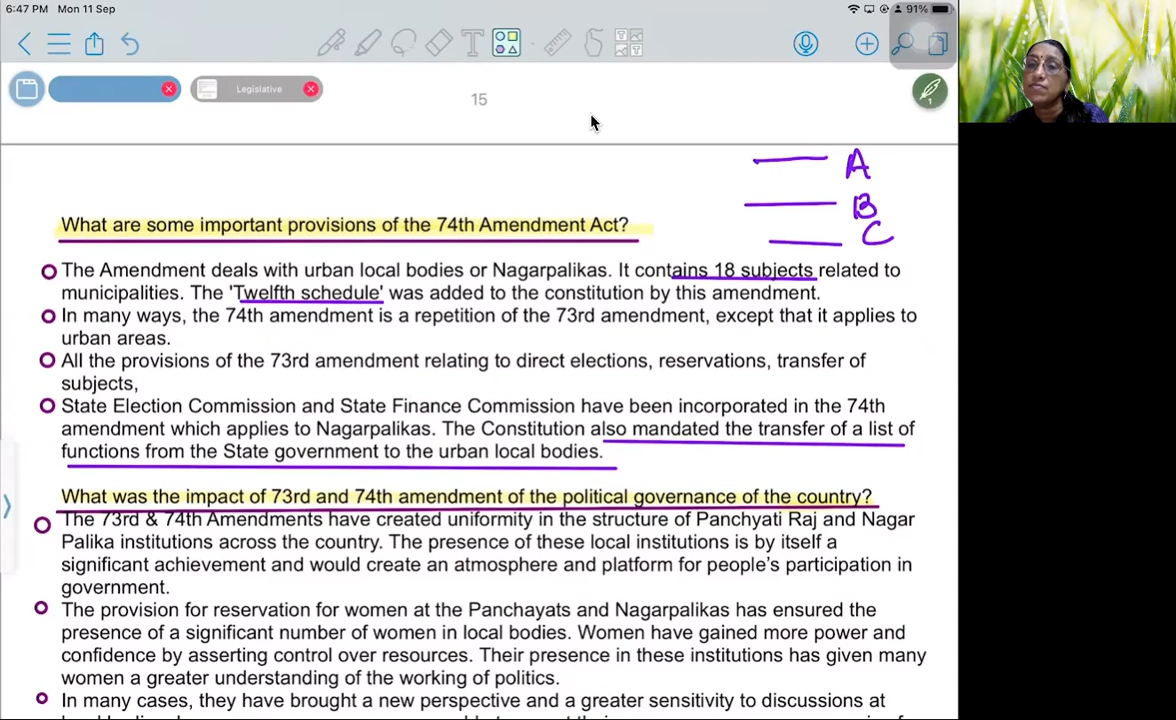 6:47 PM Mon 11 Sep
91%
Legislative
15
1
A
B
C
What are some important provisions of the 74th Amendment Act?
The Amendment deals with urban local bodies or Nagarpalikas. It contains 18 subjects related to
municipalities. The 'Twelfth schedule' was added to the constitution by this amendment.
In many ways, the 74th amendment is a repetition of the 73rd amendment, except that it applies to
urban areas.
All the provisions of the 73rd amendment relating to direct elections, reservations, transfer of
subjects,
State Election Commission and State Finance Commission have been incorporated in the 74th
amendment which applies to Nagarpalikas. The Constitution also mandated the transfer of a list of
functions from the State government to the urban local bodies.
What was the impact of 73rd and 74th amendment of the political governance of the country?
The 73rd & 74th Amendments have created uniformity in the structure of Panchyati Raj and Nagar
Palika institutions across the country. The presence of these local institutions is by itself a
significant achievement and would create an atmosphere and platform for people's participation in
government.
The provision for reservation for women at the Panchayats and Nagarpalikas has ensured the
presence of a significant number of women in local bodies. Women have gained more power and
confidence by asserting control over resources. Their presence in these institutions has given many
women a greater understanding of the working of politics.
In many cases, they have brought a new perspective and a greater sensitivity to discussions at